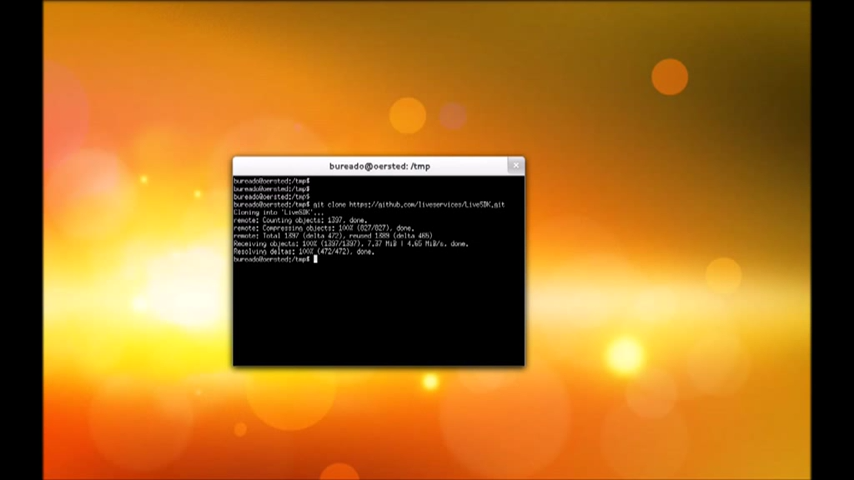 bureado@oersted: /tmp
bureado@oersted:/tmp$
bureado@oersted:/tmp$
bureado@oersted:/tmp$
bureado@oersted:/tmp$ git clone https://github.com/liveservices/LiveSDK.git
Cloning into 'LiveSDK'...
remote: Counting objects: 1397, done.
remote: Compressing objects: 100% (827/827), done.
remote: Total 1397 (delta 472), reused 1389 (delta 465)
Receiving objects: 100% (1397/1397), 7.37 MiB | 4.65 MiB/s, done.
Resolving deltas: 100% (472/472), done.
bureado@oersted:/tmp$